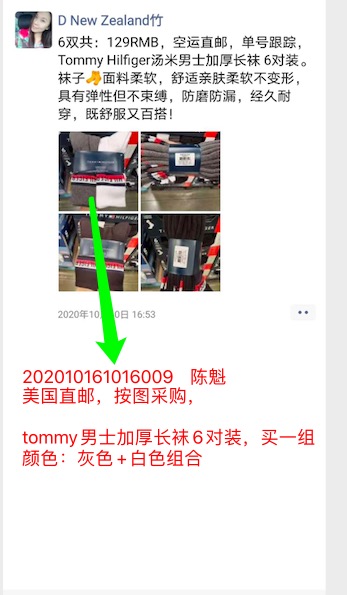 D New Zealand竹
6双共：129RMB，空运直邮，单号跟踪，
Tommy Hilfiger汤米男士加厚长袜 6对装。
袜子🧦面料柔软，舒适亲肤柔软不变形，
具有弹性但不束缚，防磨防漏，经久耐
穿，既舒服又百搭！
2020年10月 0日 16:53
202010161016009 陈魁
美国直邮，按图采购，
tommy男士加厚长袜6对装，买一组
颜色：灰色+白色组合